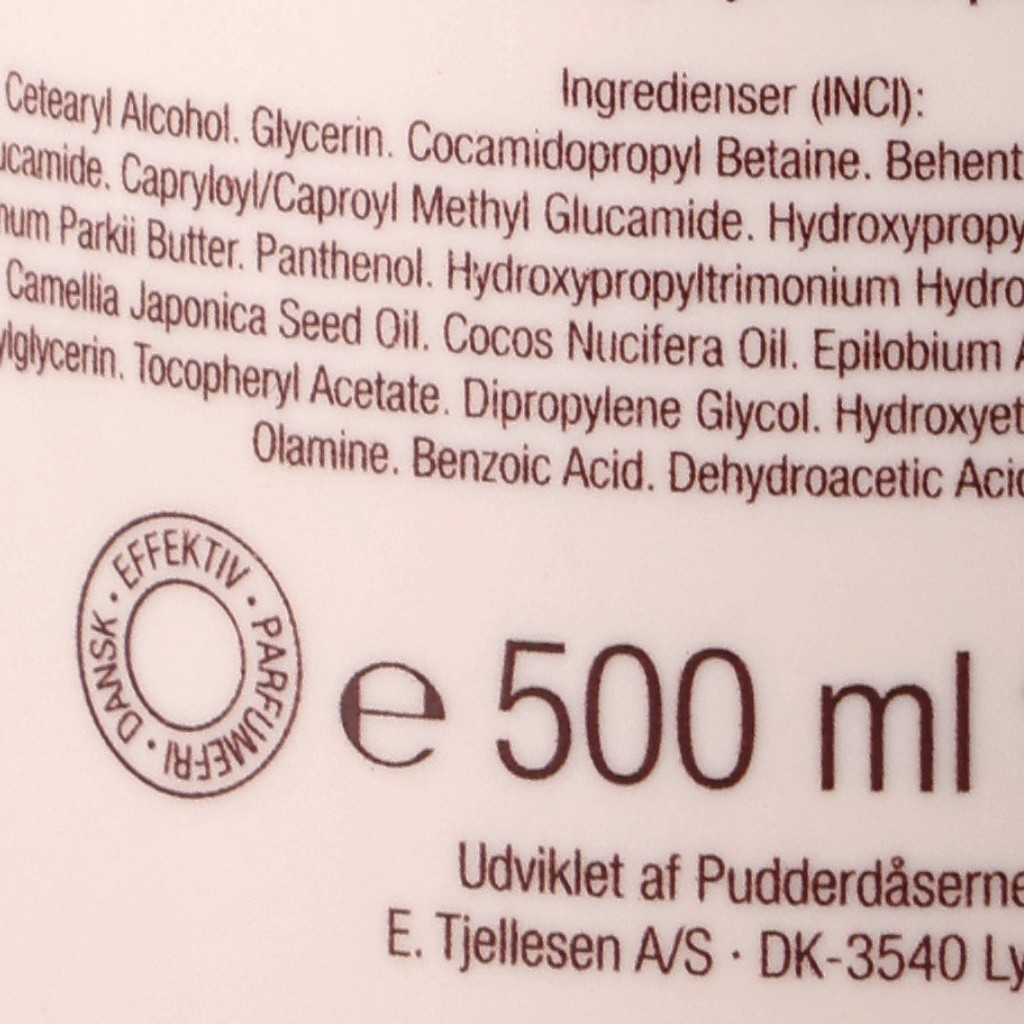 Ingredienser (INCI):
Cetearyl Alcohol. Glycerin. Cocamidopropyl Betaine. Behent
ucamide. Capryloyl/Caproyl Methyl Glucamide. Hydroxypropy
num Parkii Butter. Panthenol. Hydroxypropyltrimonium Hydro
Camellia Japonica Seed Oil. Cocos Nucifera Oil. Epilobium A
ylglycerin. Tocopheryl Acetate. Dipropylene Glycol. Hydroxyet
Olamine. Benzoic Acid. Dehydroacetic Acid
DANSK · EFFEKTIV · PARFUMEFRI ·
e 500 ml
Udviklet af Pudderdåserne
E. Tjellesen A/S · DK-3540 Ly